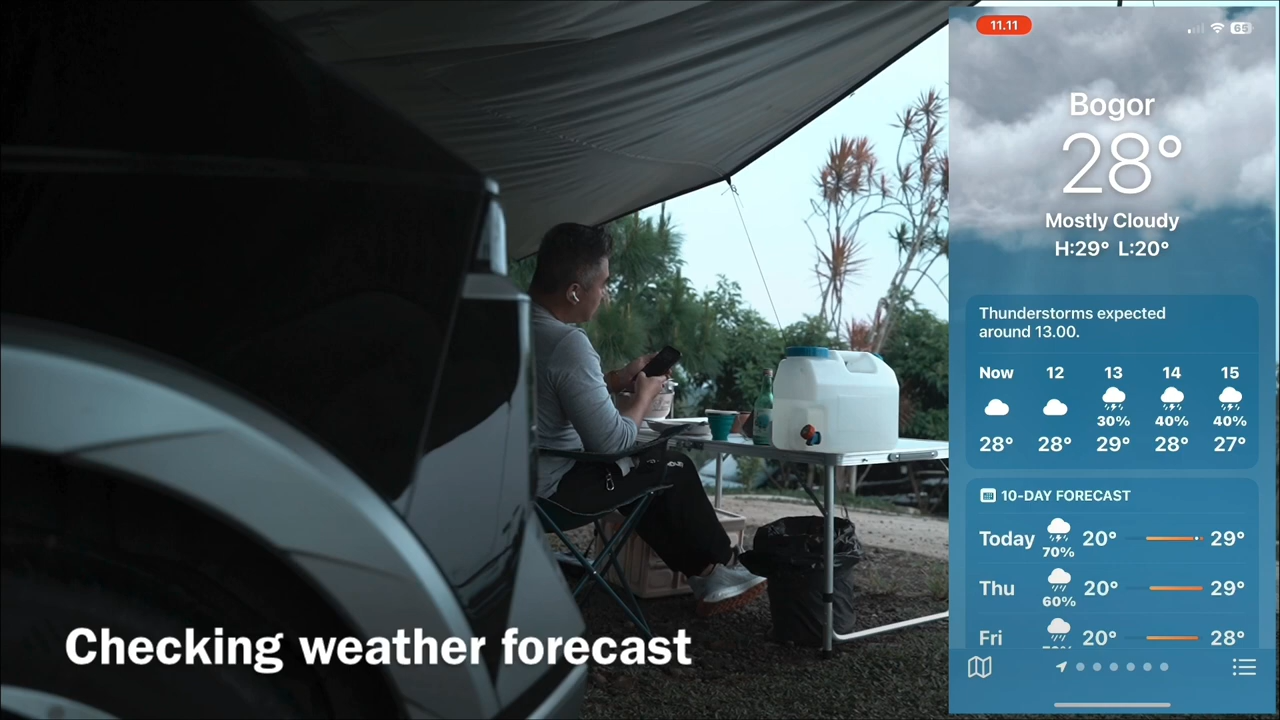 11.11
65
Bogor
28°
Mostly Cloudy
H:29° L:20°
Thunderstorms expected
around 13.00.
Now 12 13 14 15
30% 40% 40%
28° 28° 29° 28° 27°
10-DAY FORECAST
Today 20° 29°
70%
Thu 20° 29°
60%
Fri 20° 28°
Checking weather forecast